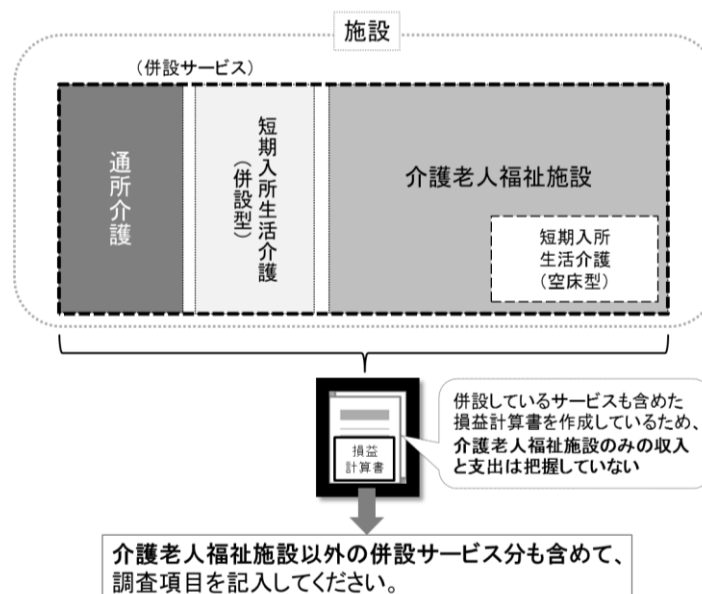 施設
（併設サービス）
通所介護
短期入所生活介護
（併設型）
介護老人福祉施設
短期入所
生活介護
（空床型）
損益
計算書
併設しているサービスも含めた
損益計算書を作成しているため、
介護老人福祉施設のみの収入
と支出は把握していない
介護老人福祉施設以外の併設サービス分も含めて、
調査項目を記入してください。